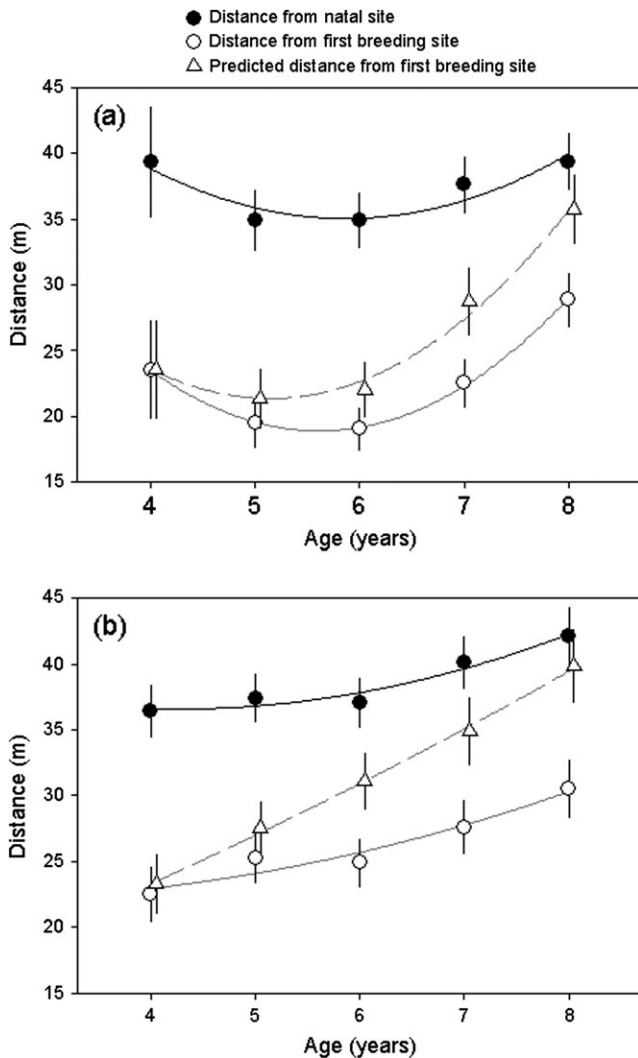 Distance from natal site
Distance from first breeding site
Predicted distance from first breeding site
(a)
45
40
35
30
25
20
15
Distance (m)
4 5 6 7 8
Age (years)
(b)
45
40
35
30
25
20
15
Distance (m)
4 5 6 7 8
Age (years)